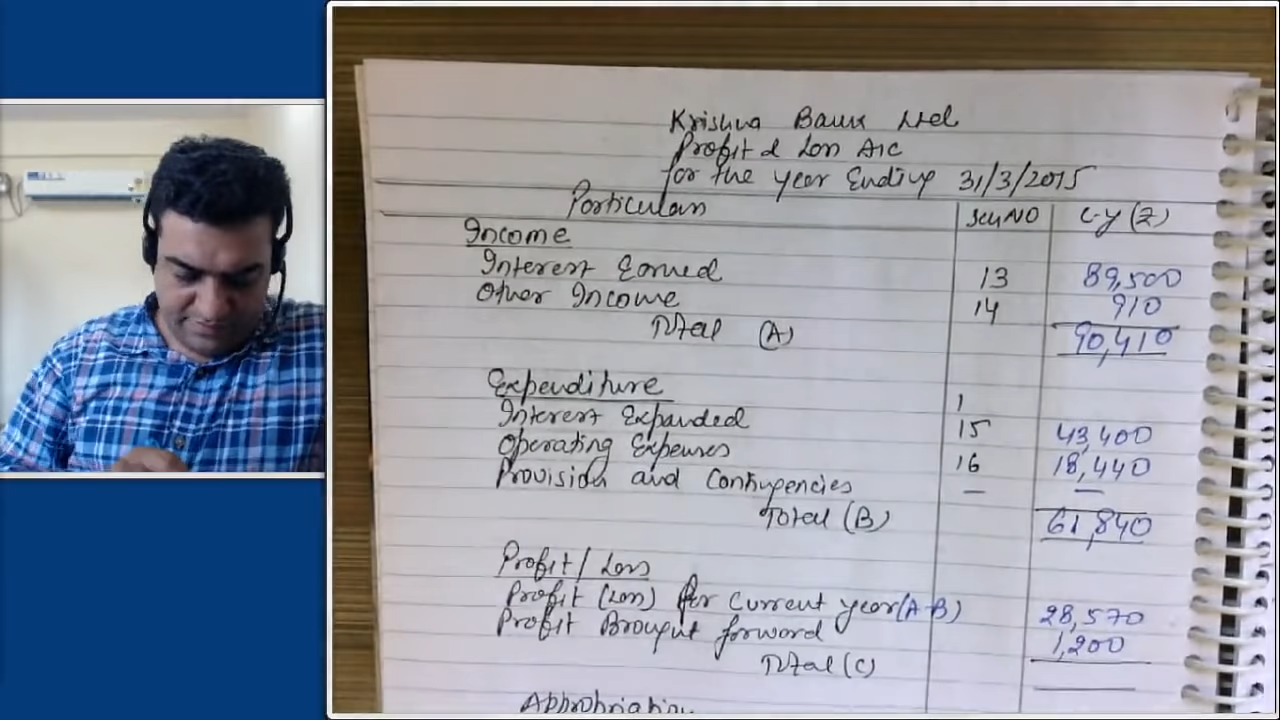 Krishna Bank Ltd
Profit & Loss A/c
for the year Ending 31/3/2015
Particulars Sch NO C-Y (₹)
Income
Interest Earned 13 89,500
Other Income 14 910
Total (A) 90,410
Expenditure
Interest Expanded 15 43,400
Operating Expenses 16 18,440
Provision and Contingencies — —
Total (B) 61,840
Profit / Loss
Profit (Loss) for Current year (A-B) 28,570
Profit Brought forward 1,200
Total (C)
Appropriation